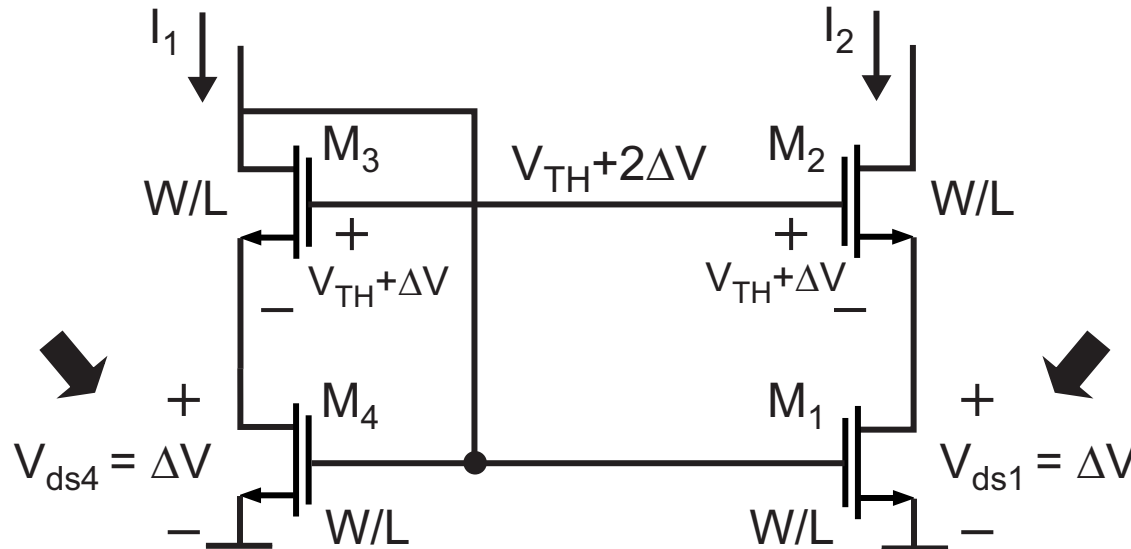 I1
I2
M3
VTH+2ΔV
M2
W/L
W/L
+
+
VTH+ΔV
VTH+ΔV
–
–
+
M4
M1
+
Vds4 = ΔV
Vds1 = ΔV
–
W/L
W/L
–